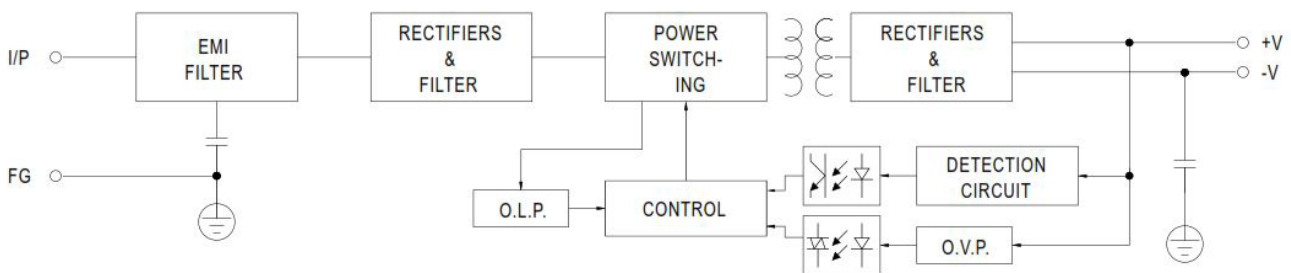 I/P
EMI
FILTER
RECTIFIERS
&
FILTER
POWER
SWITCH-
ING
RECTIFIERS
&
FILTER
+V
-V
FG
O.L.P.
CONTROL
DETECTION
CIRCUIT
O.V.P.